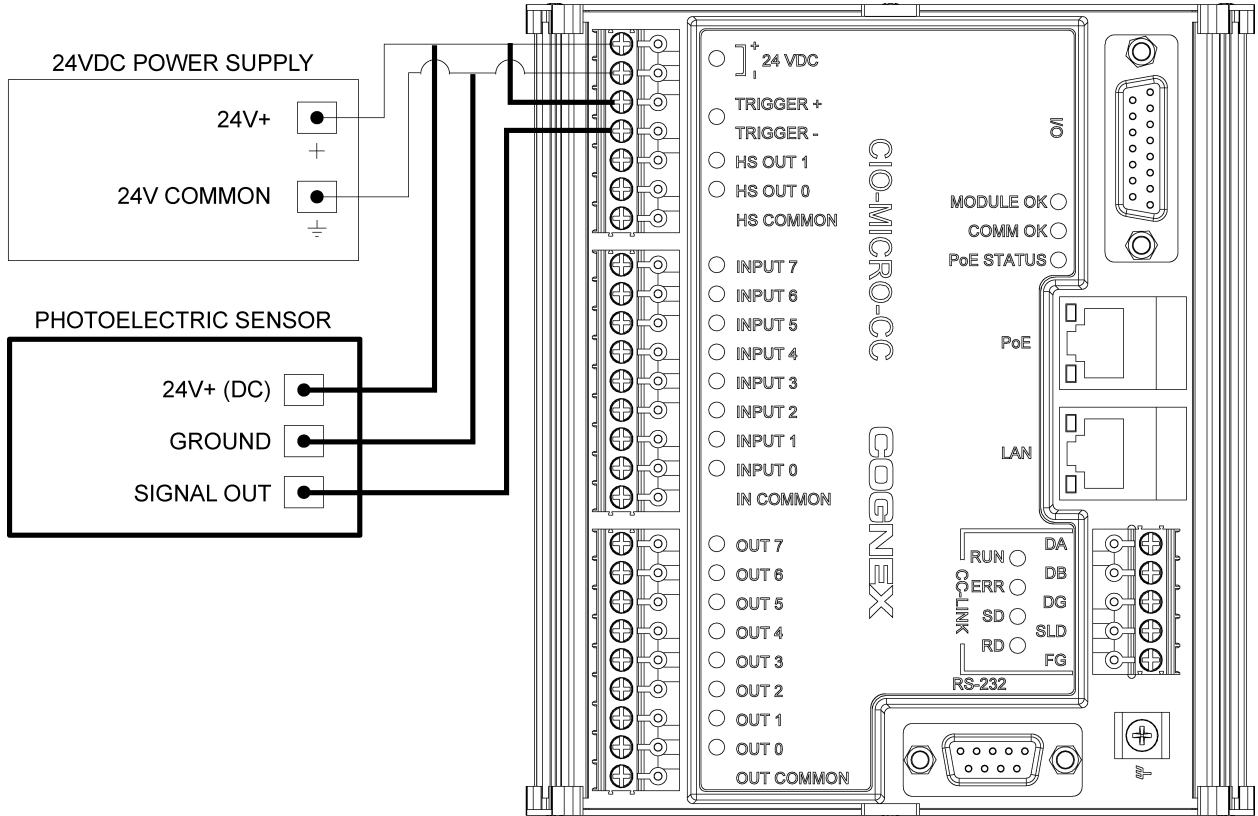 24VDC POWER SUPPLY
24V+
24V COMMON
PHOTOELECTRIC SENSOR
24V+ (DC)
GROUND
SIGNAL OUT
+
-
24 VDC
TRIGGER +
TRIGGER -
HS OUT 1
HS OUT 0
HS COMMON
INPUT 7
INPUT 6
INPUT 5
INPUT 4
INPUT 3
INPUT 2
INPUT 1
INPUT 0
IN COMMON
OUT 7
OUT 6
OUT 5
OUT 4
OUT 3
OUT 2
OUT 1
OUT 0
OUT COMMON
CIO-MICRO-CC
COGNEX
I/O
MODULE OK
COMM OK
PoE STATUS
PoE
LAN
CC-LINK
RUN
ERR
SD
RD
DA
DB
DG
SLD
FG
RS-232